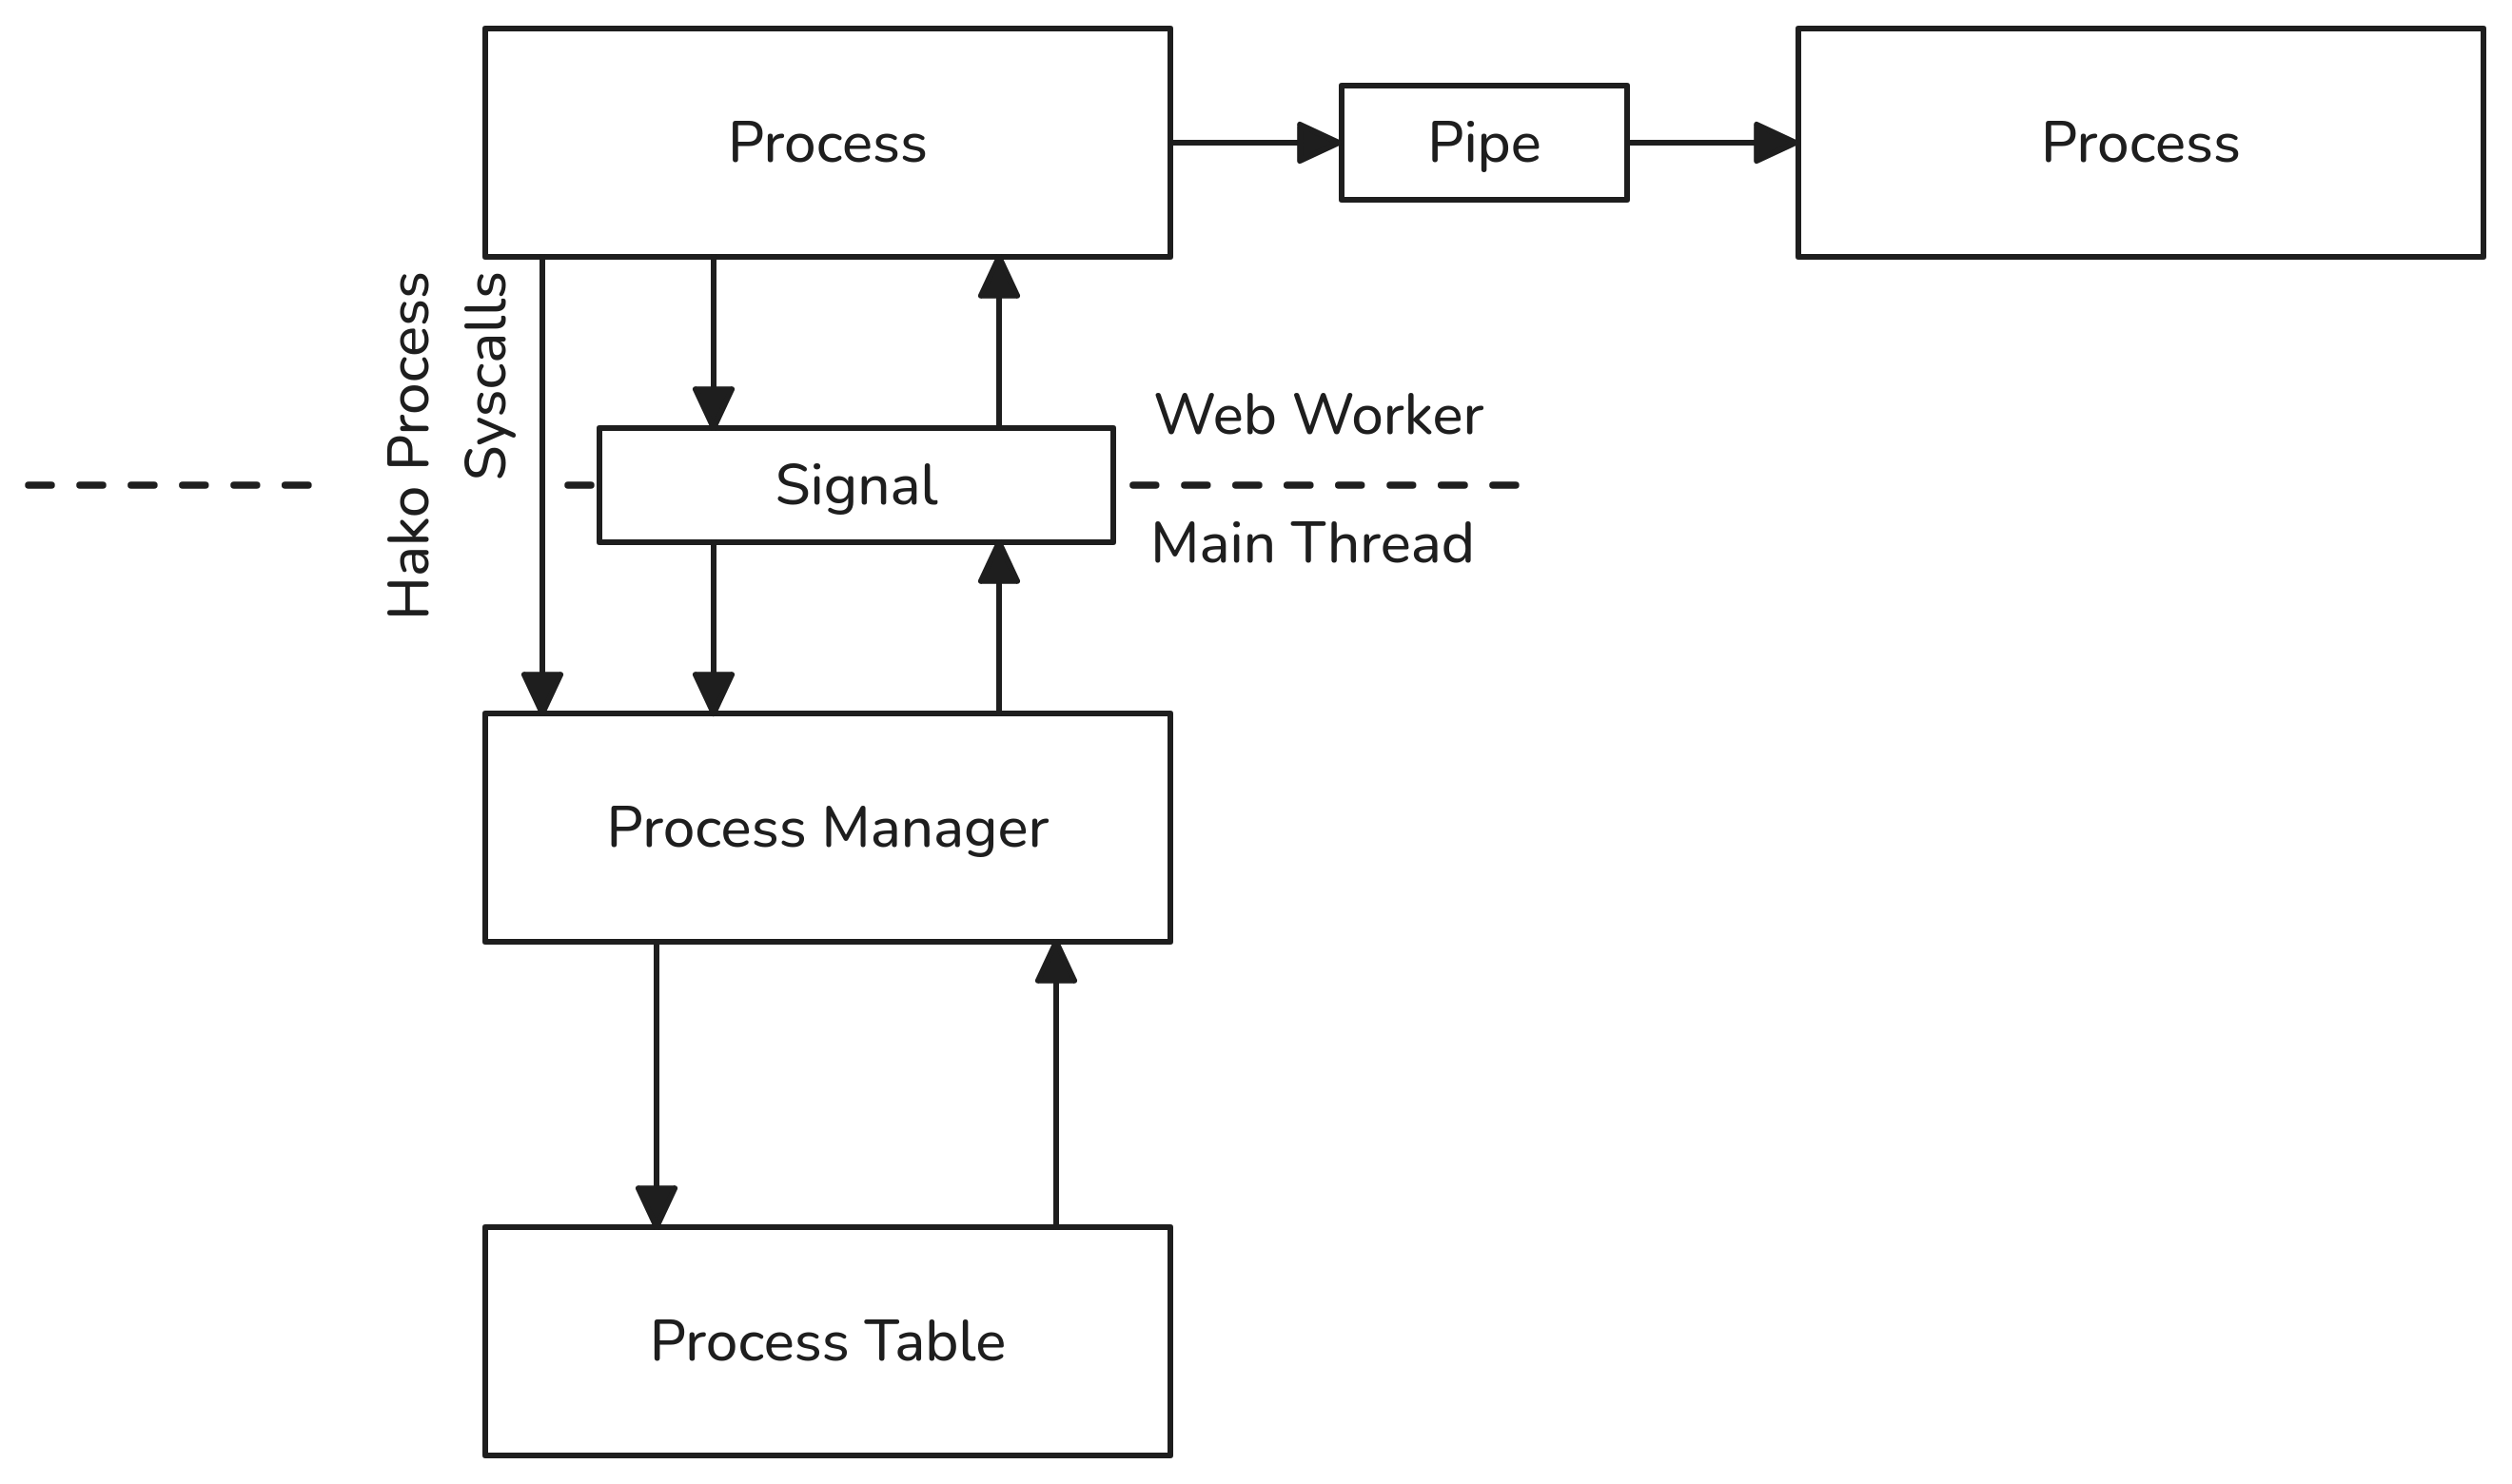 Process
Pipe
Process
Hako Process
Syscalls
Web Worker
Signal
Main Thread
Process Manager
Process Table